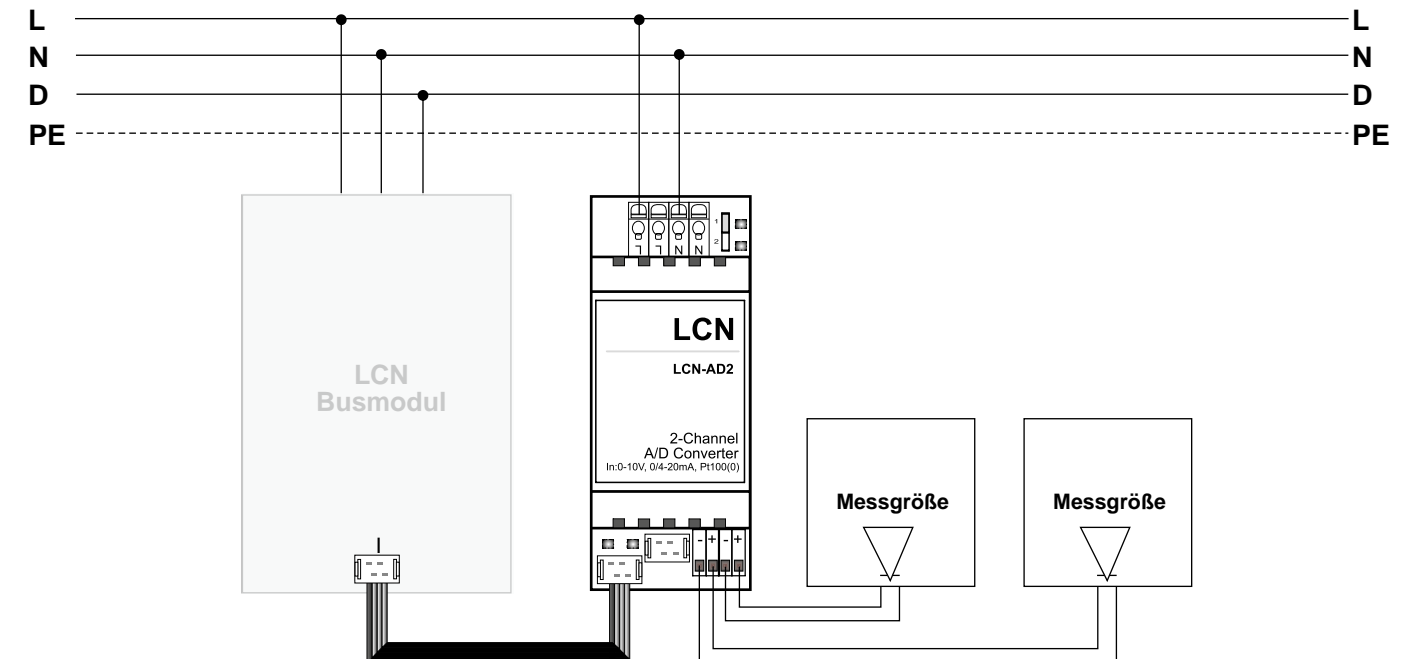 L L
N N
D D
PE PE
L L N N
1
2
LCN
LCN-AD2
2-Channel
A/D Converter
In:0-10V, 0/4-20mA, Pt100(0)
LCN
Busmodul
I
- + - +
Messgröße
Messgröße